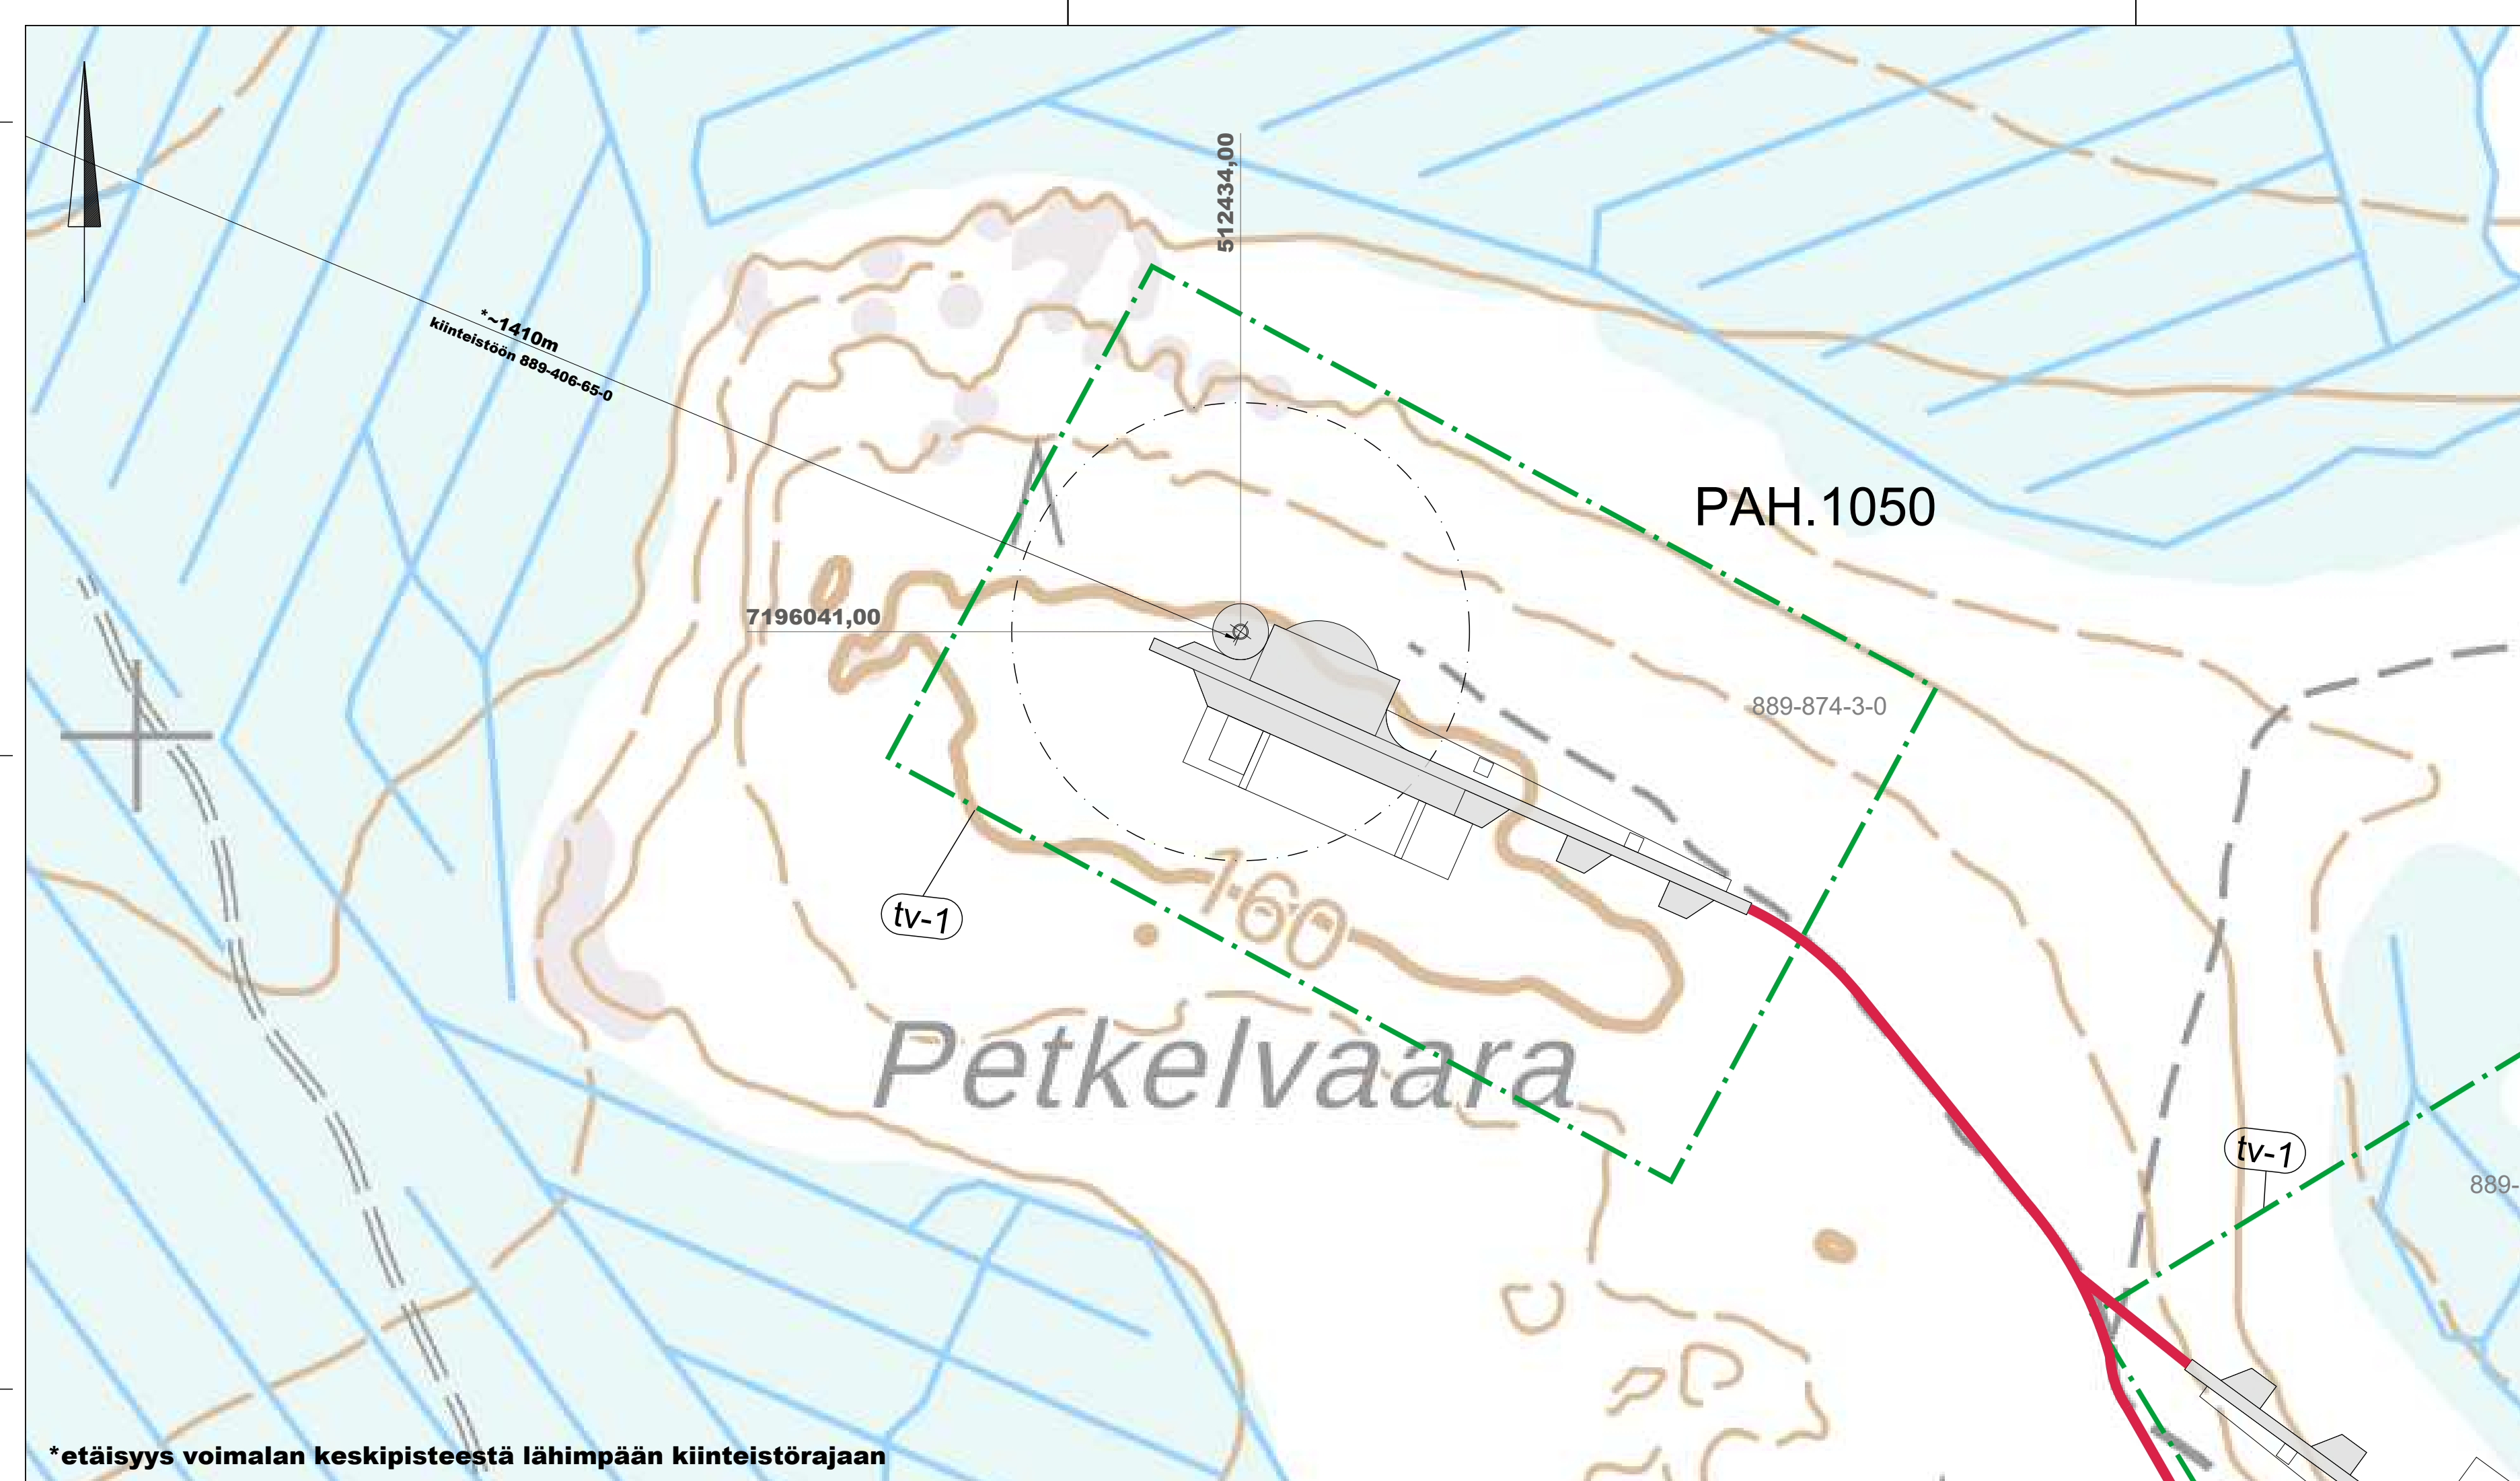 512434,00
*~1410m
kiinteistöön 889-406-65-0
PAH.1050
7196041,00
889-874-3-0
tv-1
160
Petkelvaara
tv-1
889-
*etäisyys voimalan keskipisteestä lähimpään kiinteistörajaan